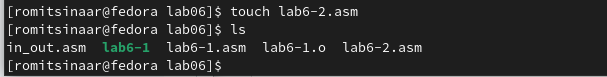 [romitsinaar@fedora lab06]$ touch lab6-2.asm
[romitsinaar@fedora lab06]$ ls
in_out.asm  lab6-1  lab6-1.asm  lab6-1.o  lab6-2.asm
[romitsinaar@fedora lab06]$